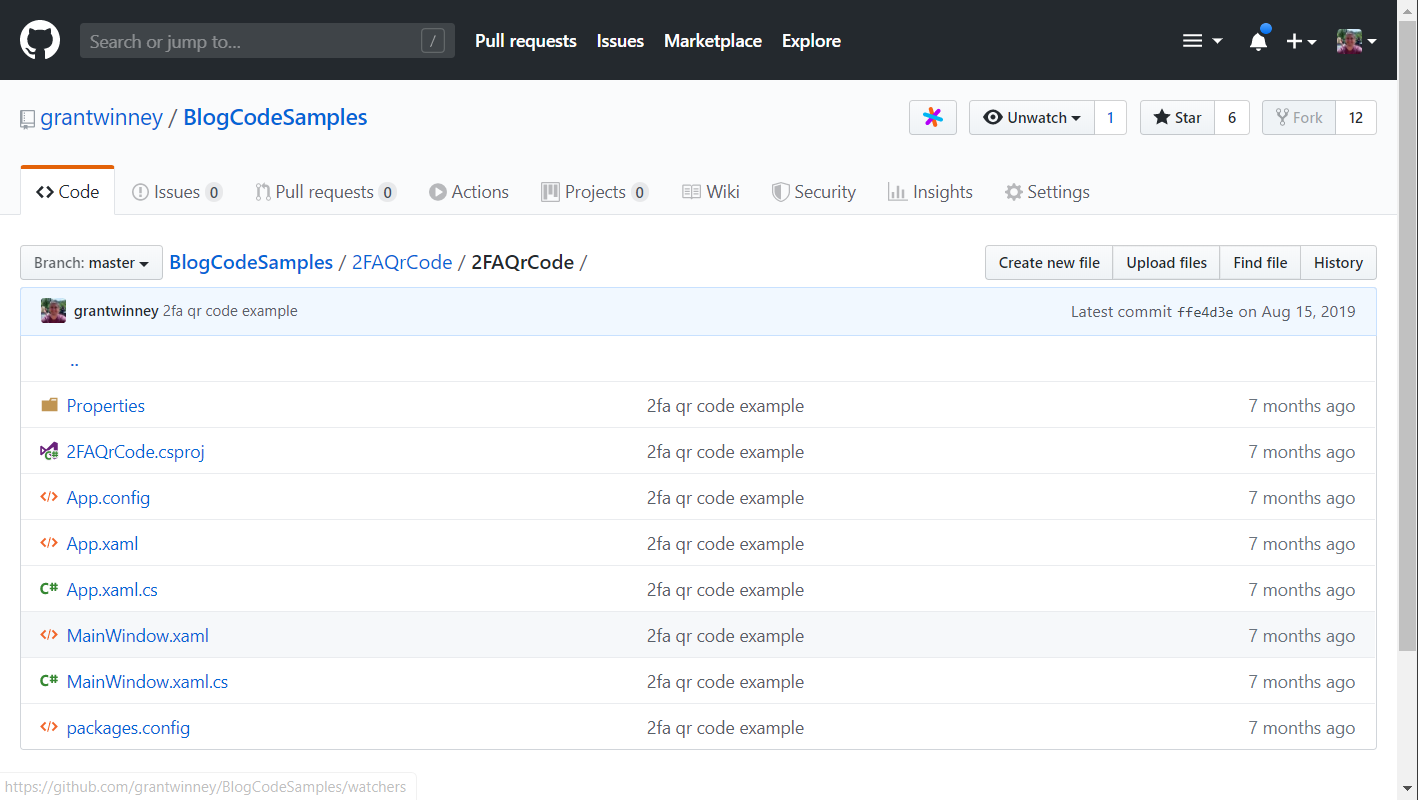 Search or jump to... / Pull requests Issues Marketplace Explore
grantwinney / BlogCodeSamples Unwatch 1 Star 6 Fork 12
Code Issues 0 Pull requests 0 Actions Projects 0 Wiki Security Insights Settings
Branch: master BlogCodeSamples / 2FAQrCode / 2FAQrCode / Create new file Upload files Find file History
grantwinney 2fa qr code example Latest commit ffe4d3e on Aug 15, 2019
..
Properties 2fa qr code example 7 months ago
2FAQrCode.csproj 2fa qr code example 7 months ago
</> App.config 2fa qr code example 7 months ago
</> App.xaml 2fa qr code example 7 months ago
C# App.xaml.cs 2fa qr code example 7 months ago
</> MainWindow.xaml 2fa qr code example 7 months ago
C# MainWindow.xaml.cs 2fa qr code example 7 months ago
</> packages.config 2fa qr code example 7 months ago
https://github.com/grantwinney/BlogCodeSamples/watchers